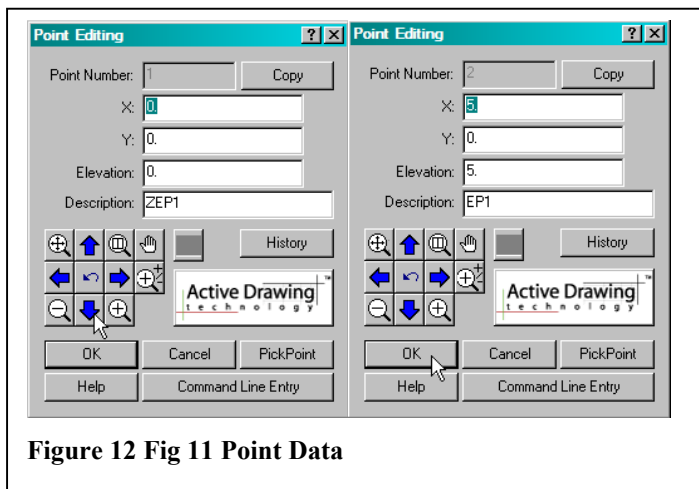 Point Editing
Point Number: 1 Copy
X: 0.
Y: 0.
Elevation: 0.
Description: ZEP1
History
Active Drawing
technology
OK Cancel PickPoint
Help Command Line Entry
Point Editing
Point Number: 2 Copy
X: 5.
Y: 0.
Elevation: 5.
Description: EP1
History
Active Drawing
technology
OK Cancel PickPoint
Help Command Line Entry
Figure 12 Fig 11 Point Data